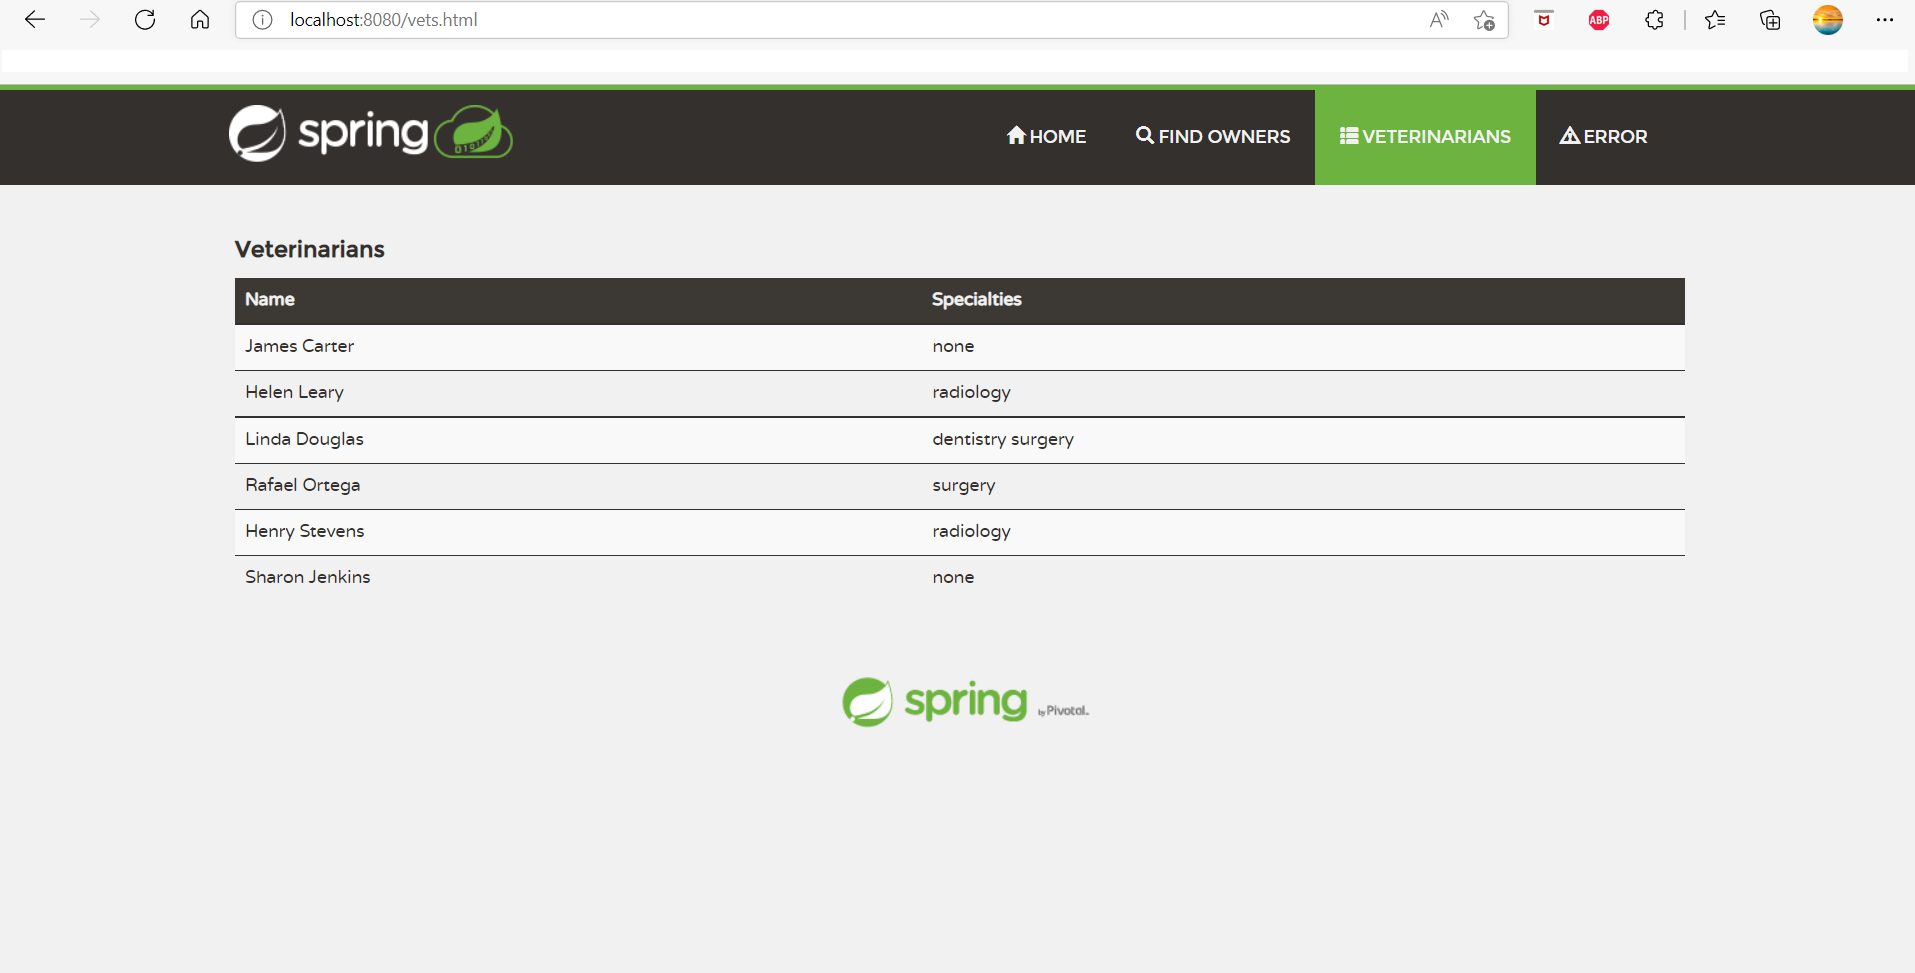 localhost:8080/vets.html
ABP
spring
HOME FIND OWNERS VETERINARIANS ERROR
Veterinarians
Name Specialties
James Carter none
Helen Leary radiology
Linda Douglas dentistry surgery
Rafael Ortega surgery
Henry Stevens radiology
Sharon Jenkins none
spring by Pivotal